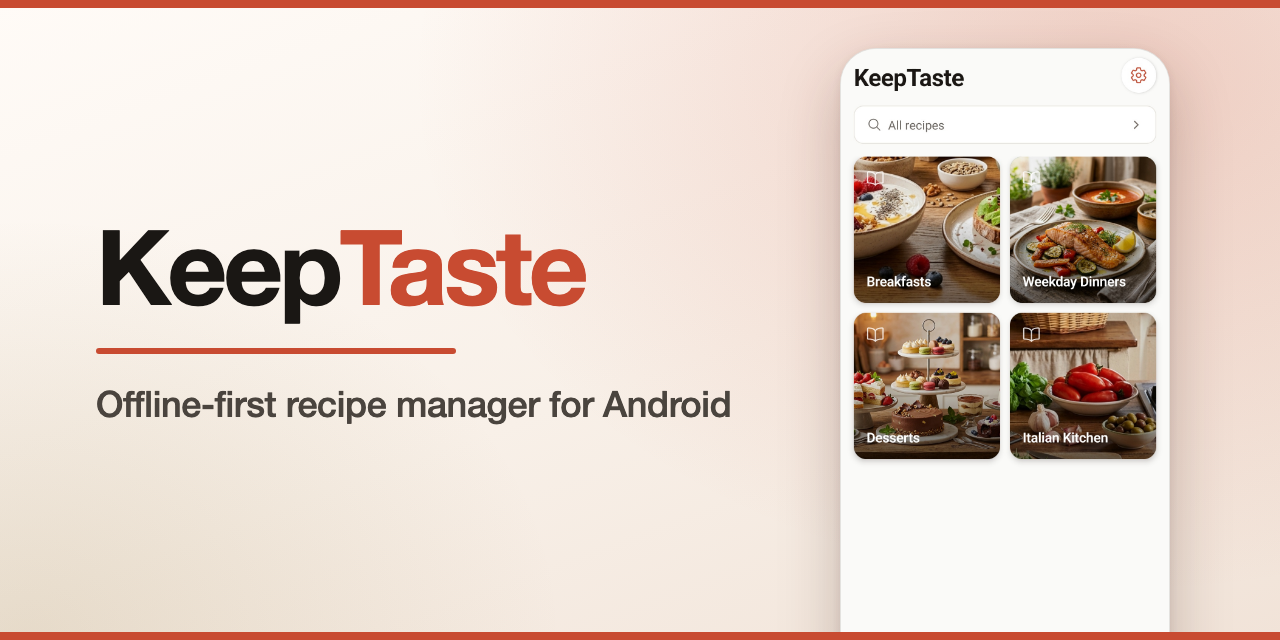 KeepTaste
Offline-first recipe manager for Android
KeepTaste
All recipes
Breakfasts
Weekday Dinners
Desserts
Italian Kitchen